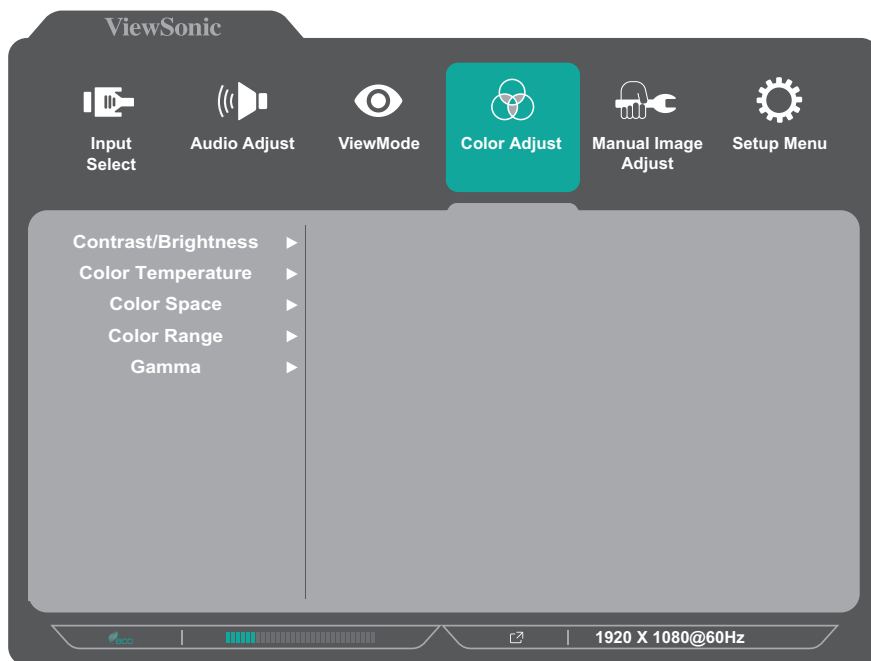 ViewSonic
Input
Select
Audio Adjust
ViewMode
Color Adjust
Manual Image
Adjust
Setup Menu
Contrast/Brightness
Color Temperature
Color Space
Color Range
Gamma
eco
1920 X 1080@60Hz